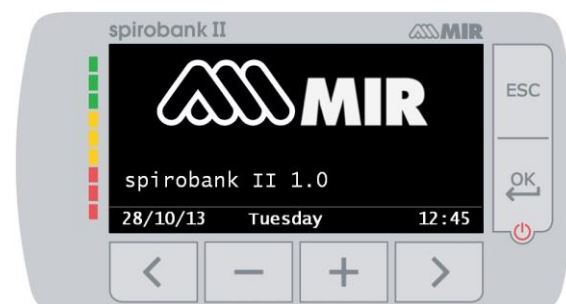 spirobank II MIR
MIR
ESC
spirobank II 1.0
OK
28/10/13 Tuesday 12:45